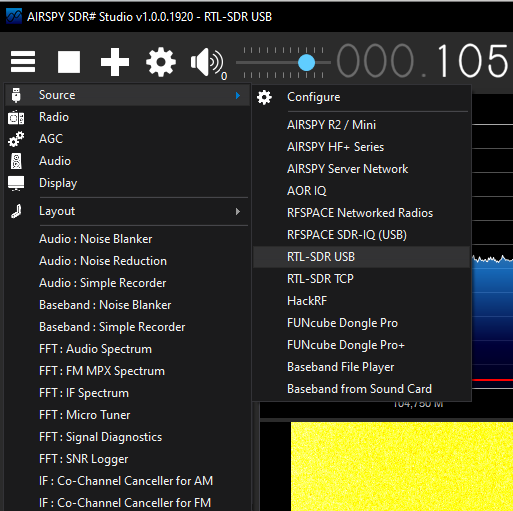 AIRSPY SDR# Studio v1.0.0.1920 - RTL-SDR USB
0
000.105
Source
Radio
AGC
Audio
Display
Layout
Audio : Noise Blanker
Audio : Noise Reduction
Audio : Simple Recorder
Baseband : Noise Blanker
Baseband : Simple Recorder
FFT : Audio Spectrum
FFT : FM MPX Spectrum
FFT : IF Spectrum
FFT : Micro Tuner
FFT : Signal Diagnostics
FFT : SNR Logger
IF : Co-Channel Canceller for AM
IF : Co-Channel Canceller for FM
Configure
AIRSPY R2 / Mini
AIRSPY HF+ Series
AIRSPY Server Network
AOR IQ
RFSPACE Networked Radios
RFSPACE SDR-IQ (USB)
RTL-SDR USB
RTL-SDR TCP
HackRF
FUNcube Dongle Pro
FUNcube Dongle Pro+
Baseband File Player
Baseband from Sound Card
104,750 M